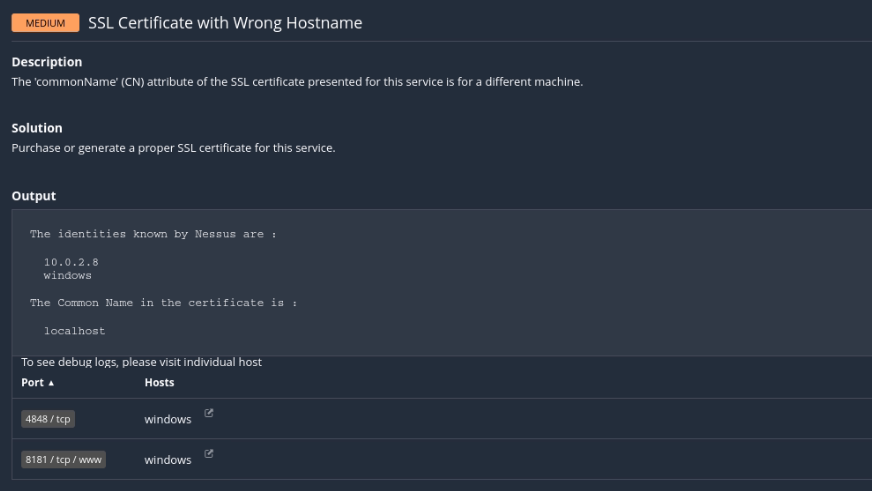 MEDIUM SSL Certificate with Wrong Hostname
Description
The 'commonName' (CN) attribute of the SSL certificate presented for this service is for a different machine.
Solution
Purchase or generate a proper SSL certificate for this service.
Output
The identities known by Nessus are :
10.0.2.8
windows
The Common Name in the certificate is :
localhost
To see debug logs, please visit individual host
Port ▲ Hosts
4848 / tcp windows
8181 / tcp / www windows